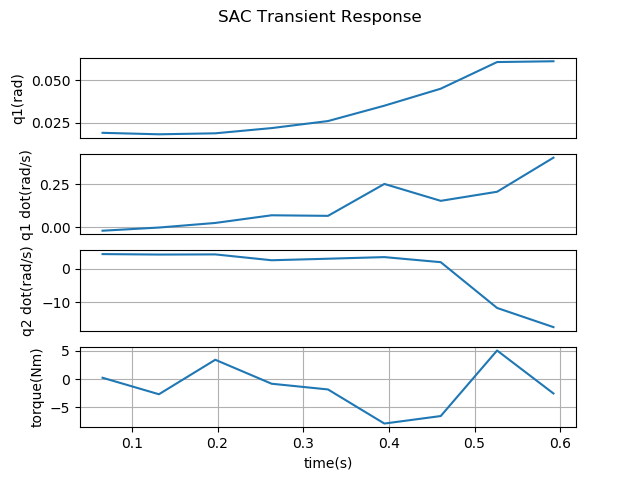 SAC Transient Response
q1(rad)
0.050
0.025
q1 dot(rad/s)
0.25
0.00
q2 dot(rad/s)
0
−10
torque(Nm)
5
0
−5
0.1 0.2 0.3 0.4 0.5 0.6
time(s)